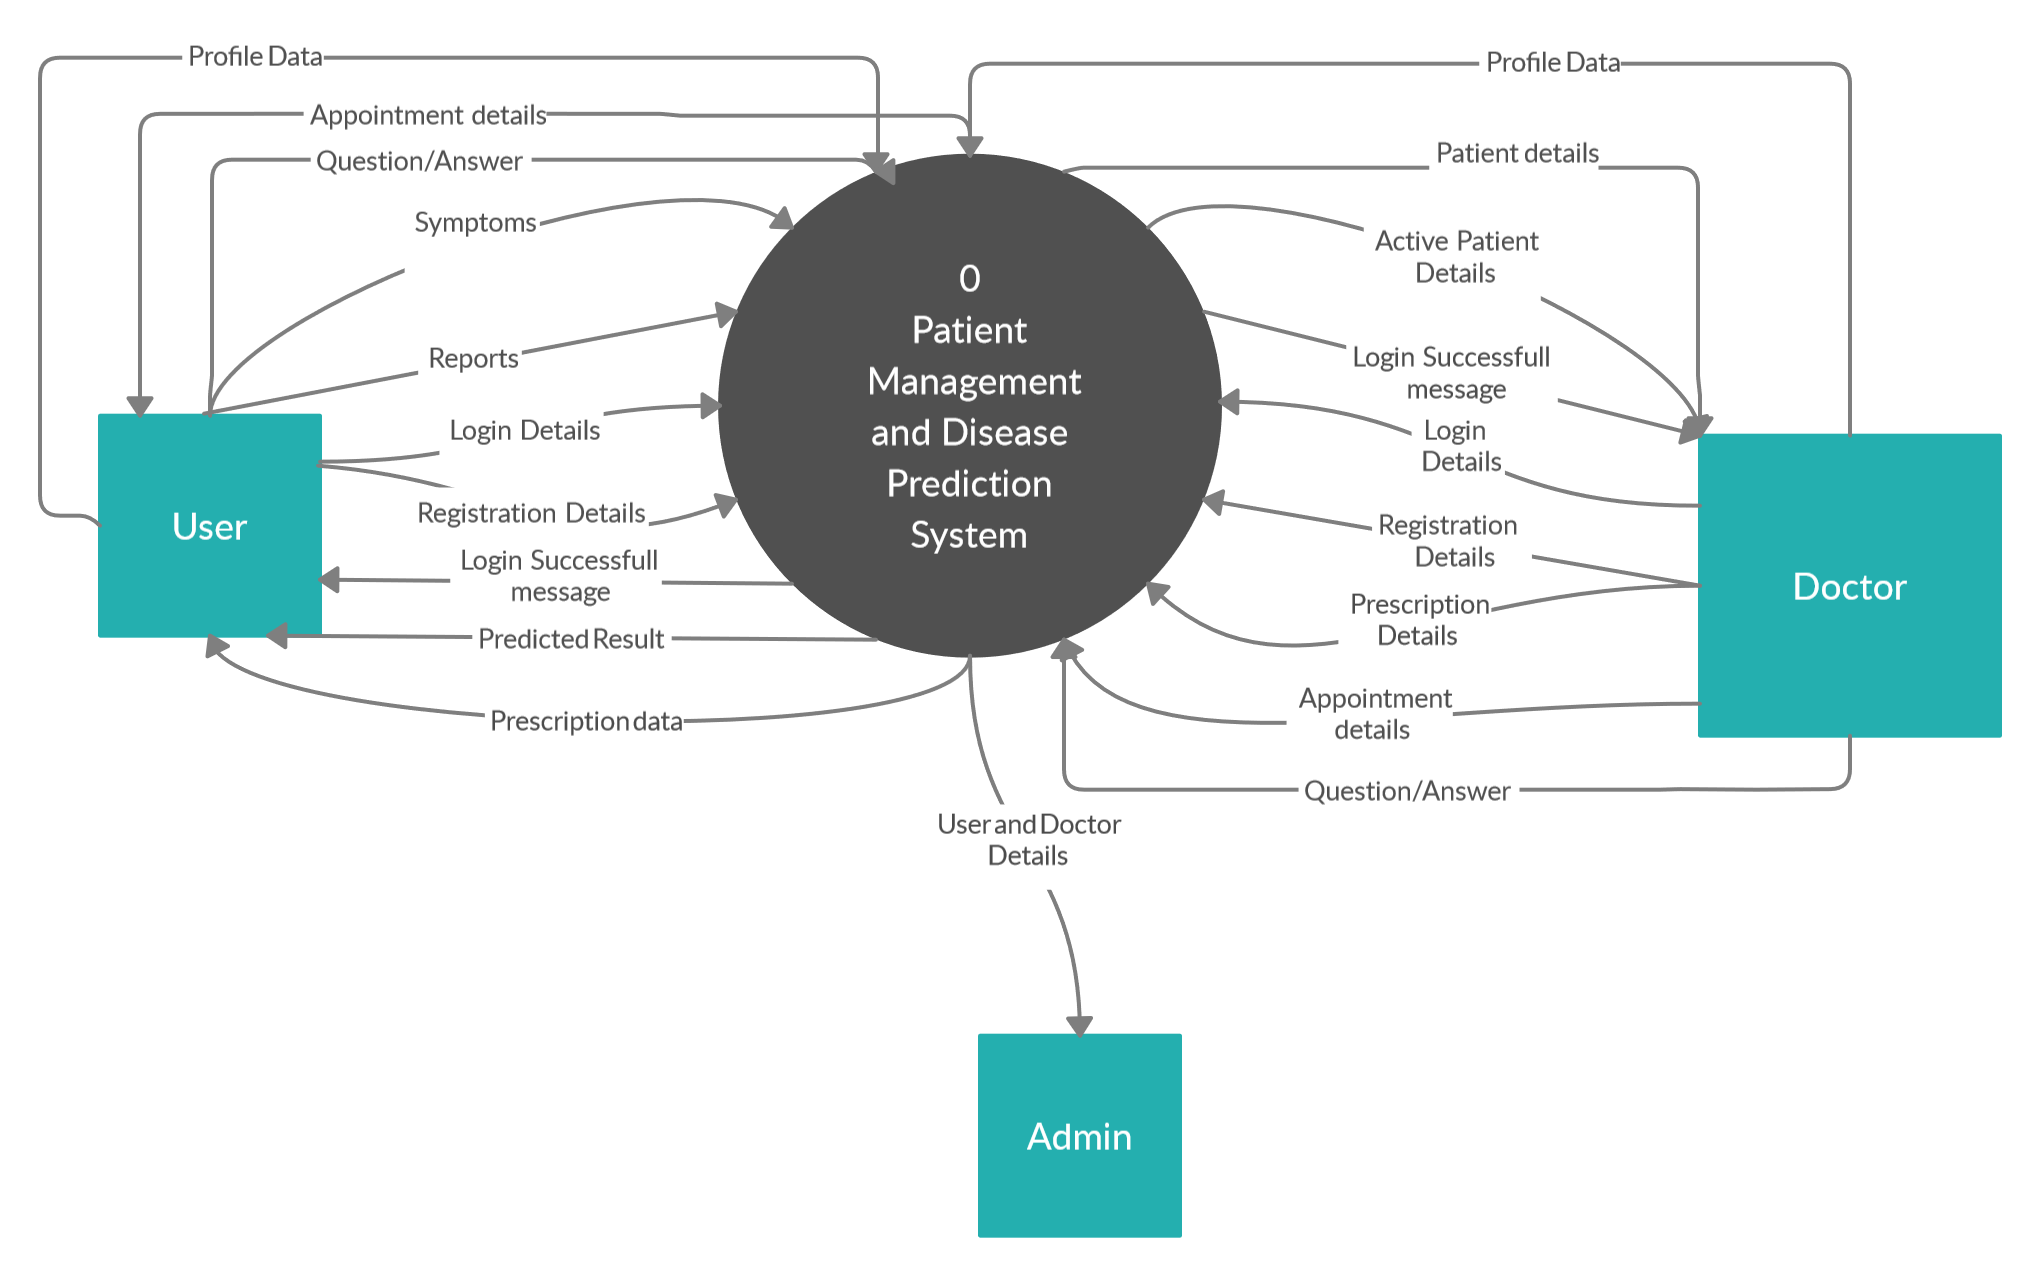 Profile Data
Appointment details
Question/Answer
Symptoms
Reports
Login Details
Registration Details
Login Successfull
message
Predicted Result
Prescription data
User
0
Patient
Management
and Disease
Prediction
System
Profile Data
Patient details
Active Patient
Details
Login Successfull
message
Login
Details
Registration
Details
Prescription
Details
Appointment
details
Question/Answer
Doctor
User and Doctor
Details
Admin